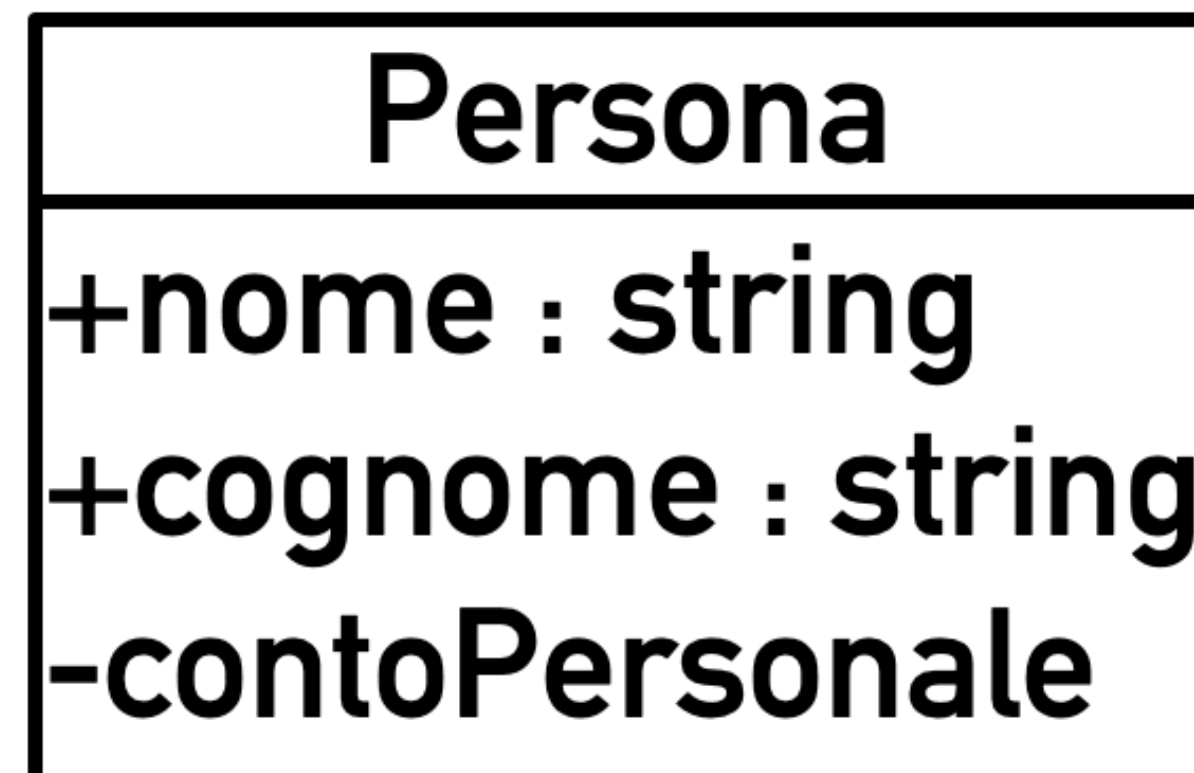 Persona
+nome : string
+cognome : string
-contoPersonale